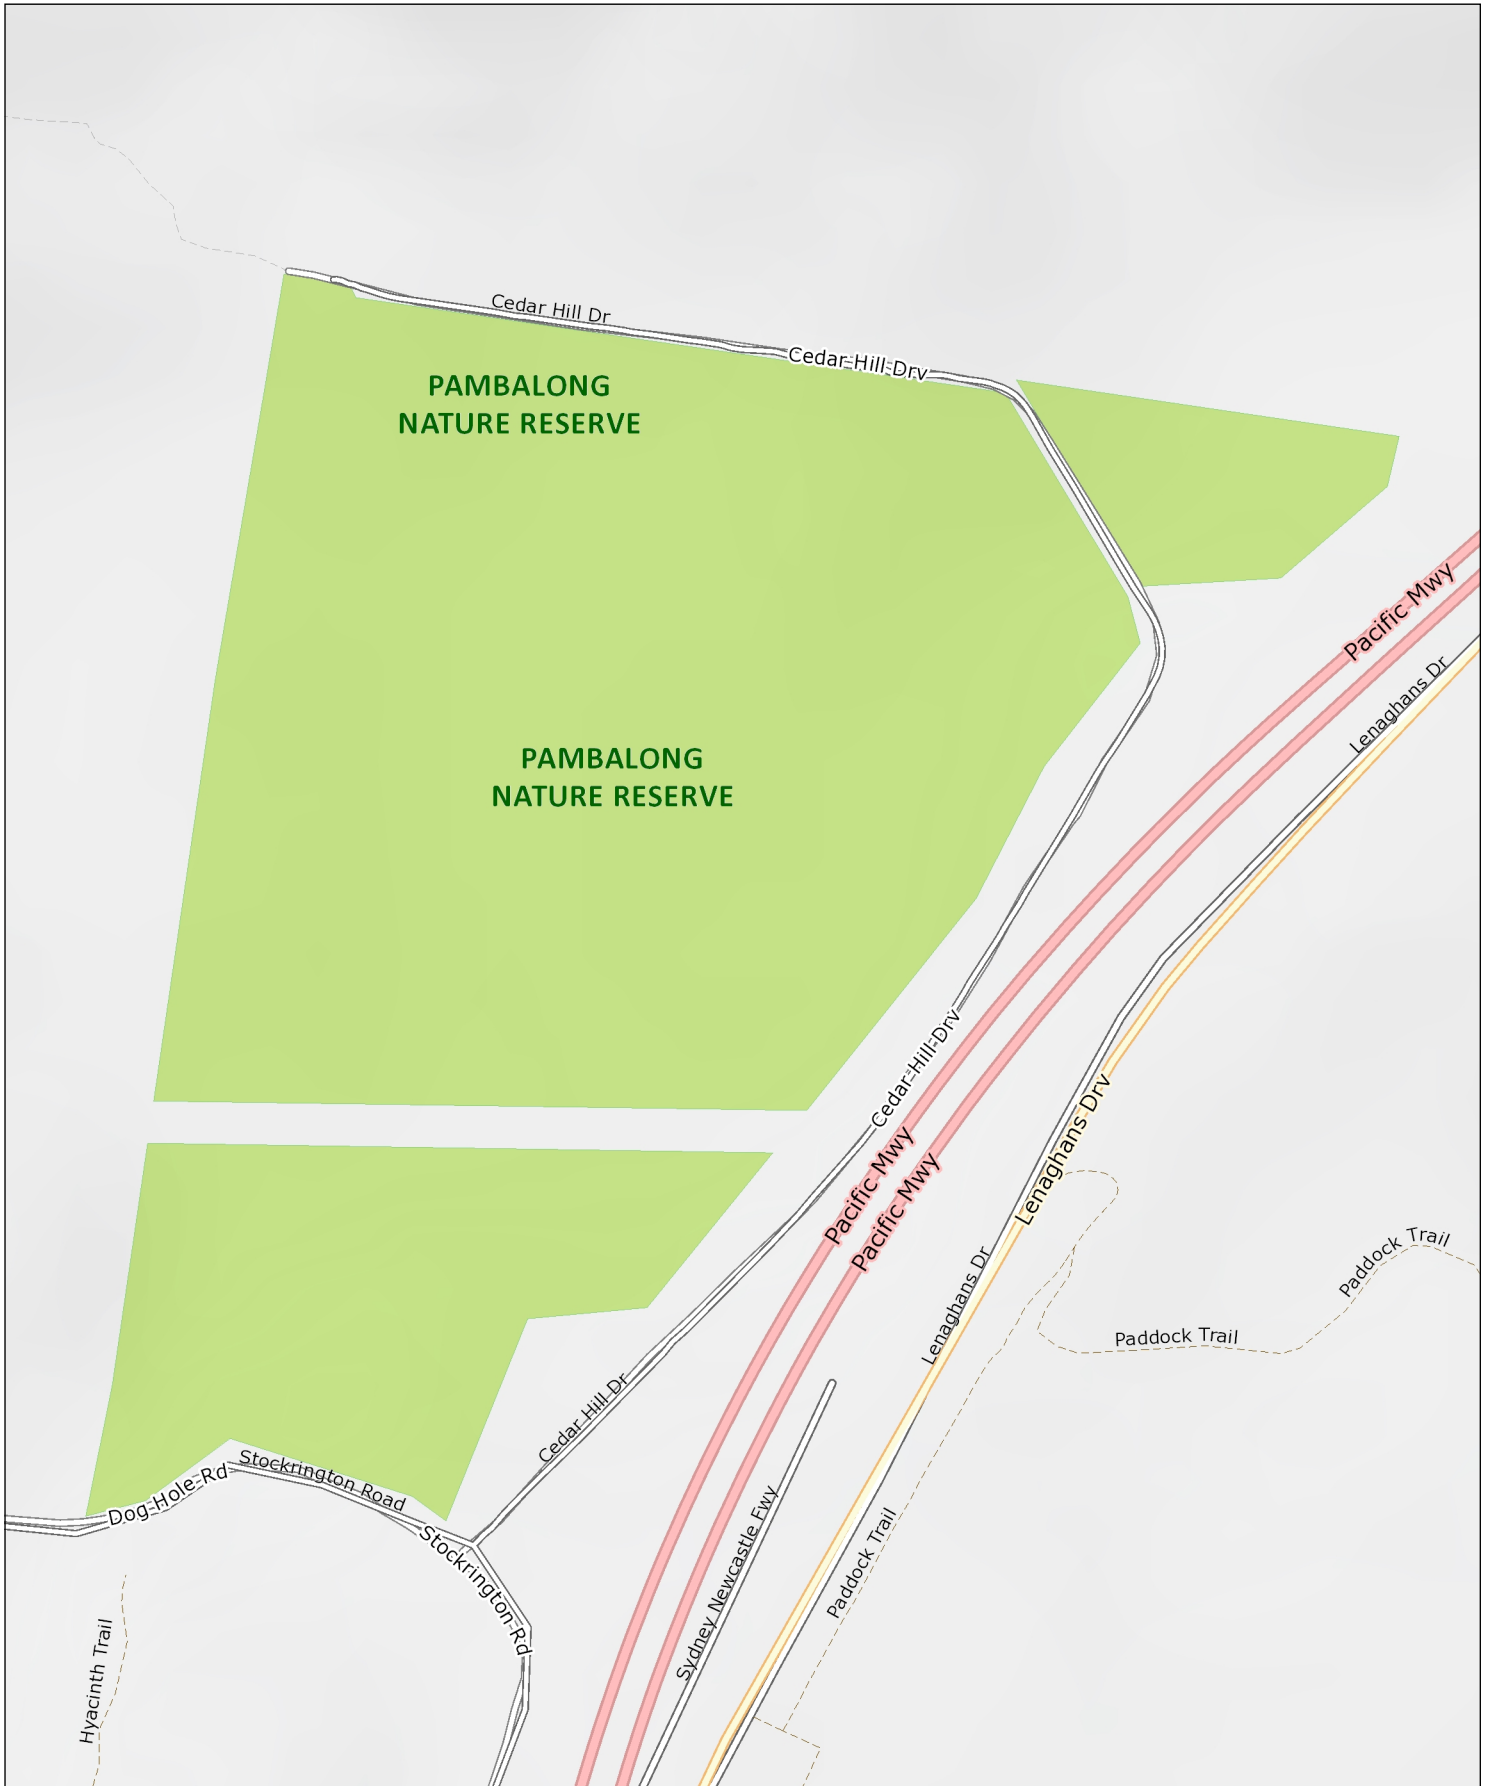 Cedar Hill Dr
Cedar Hill Drv
PAMBALONG
NATURE RESERVE
Pacific Mwy
Lenaghans Dr
PAMBALONG
NATURE RESERVE
Cedar Hill Drv
Lenaghans Drv
Pacific Mwy
Pacific Mwy
Paddock Trail
Lenaghans Dr
Paddock Trail
Cedar Hill Dr
Stockrington Road
Dog Hole Rd
Sydney Newcastle Fwy
Paddock Trail
Stockrington Rd
Hyacinth Trail